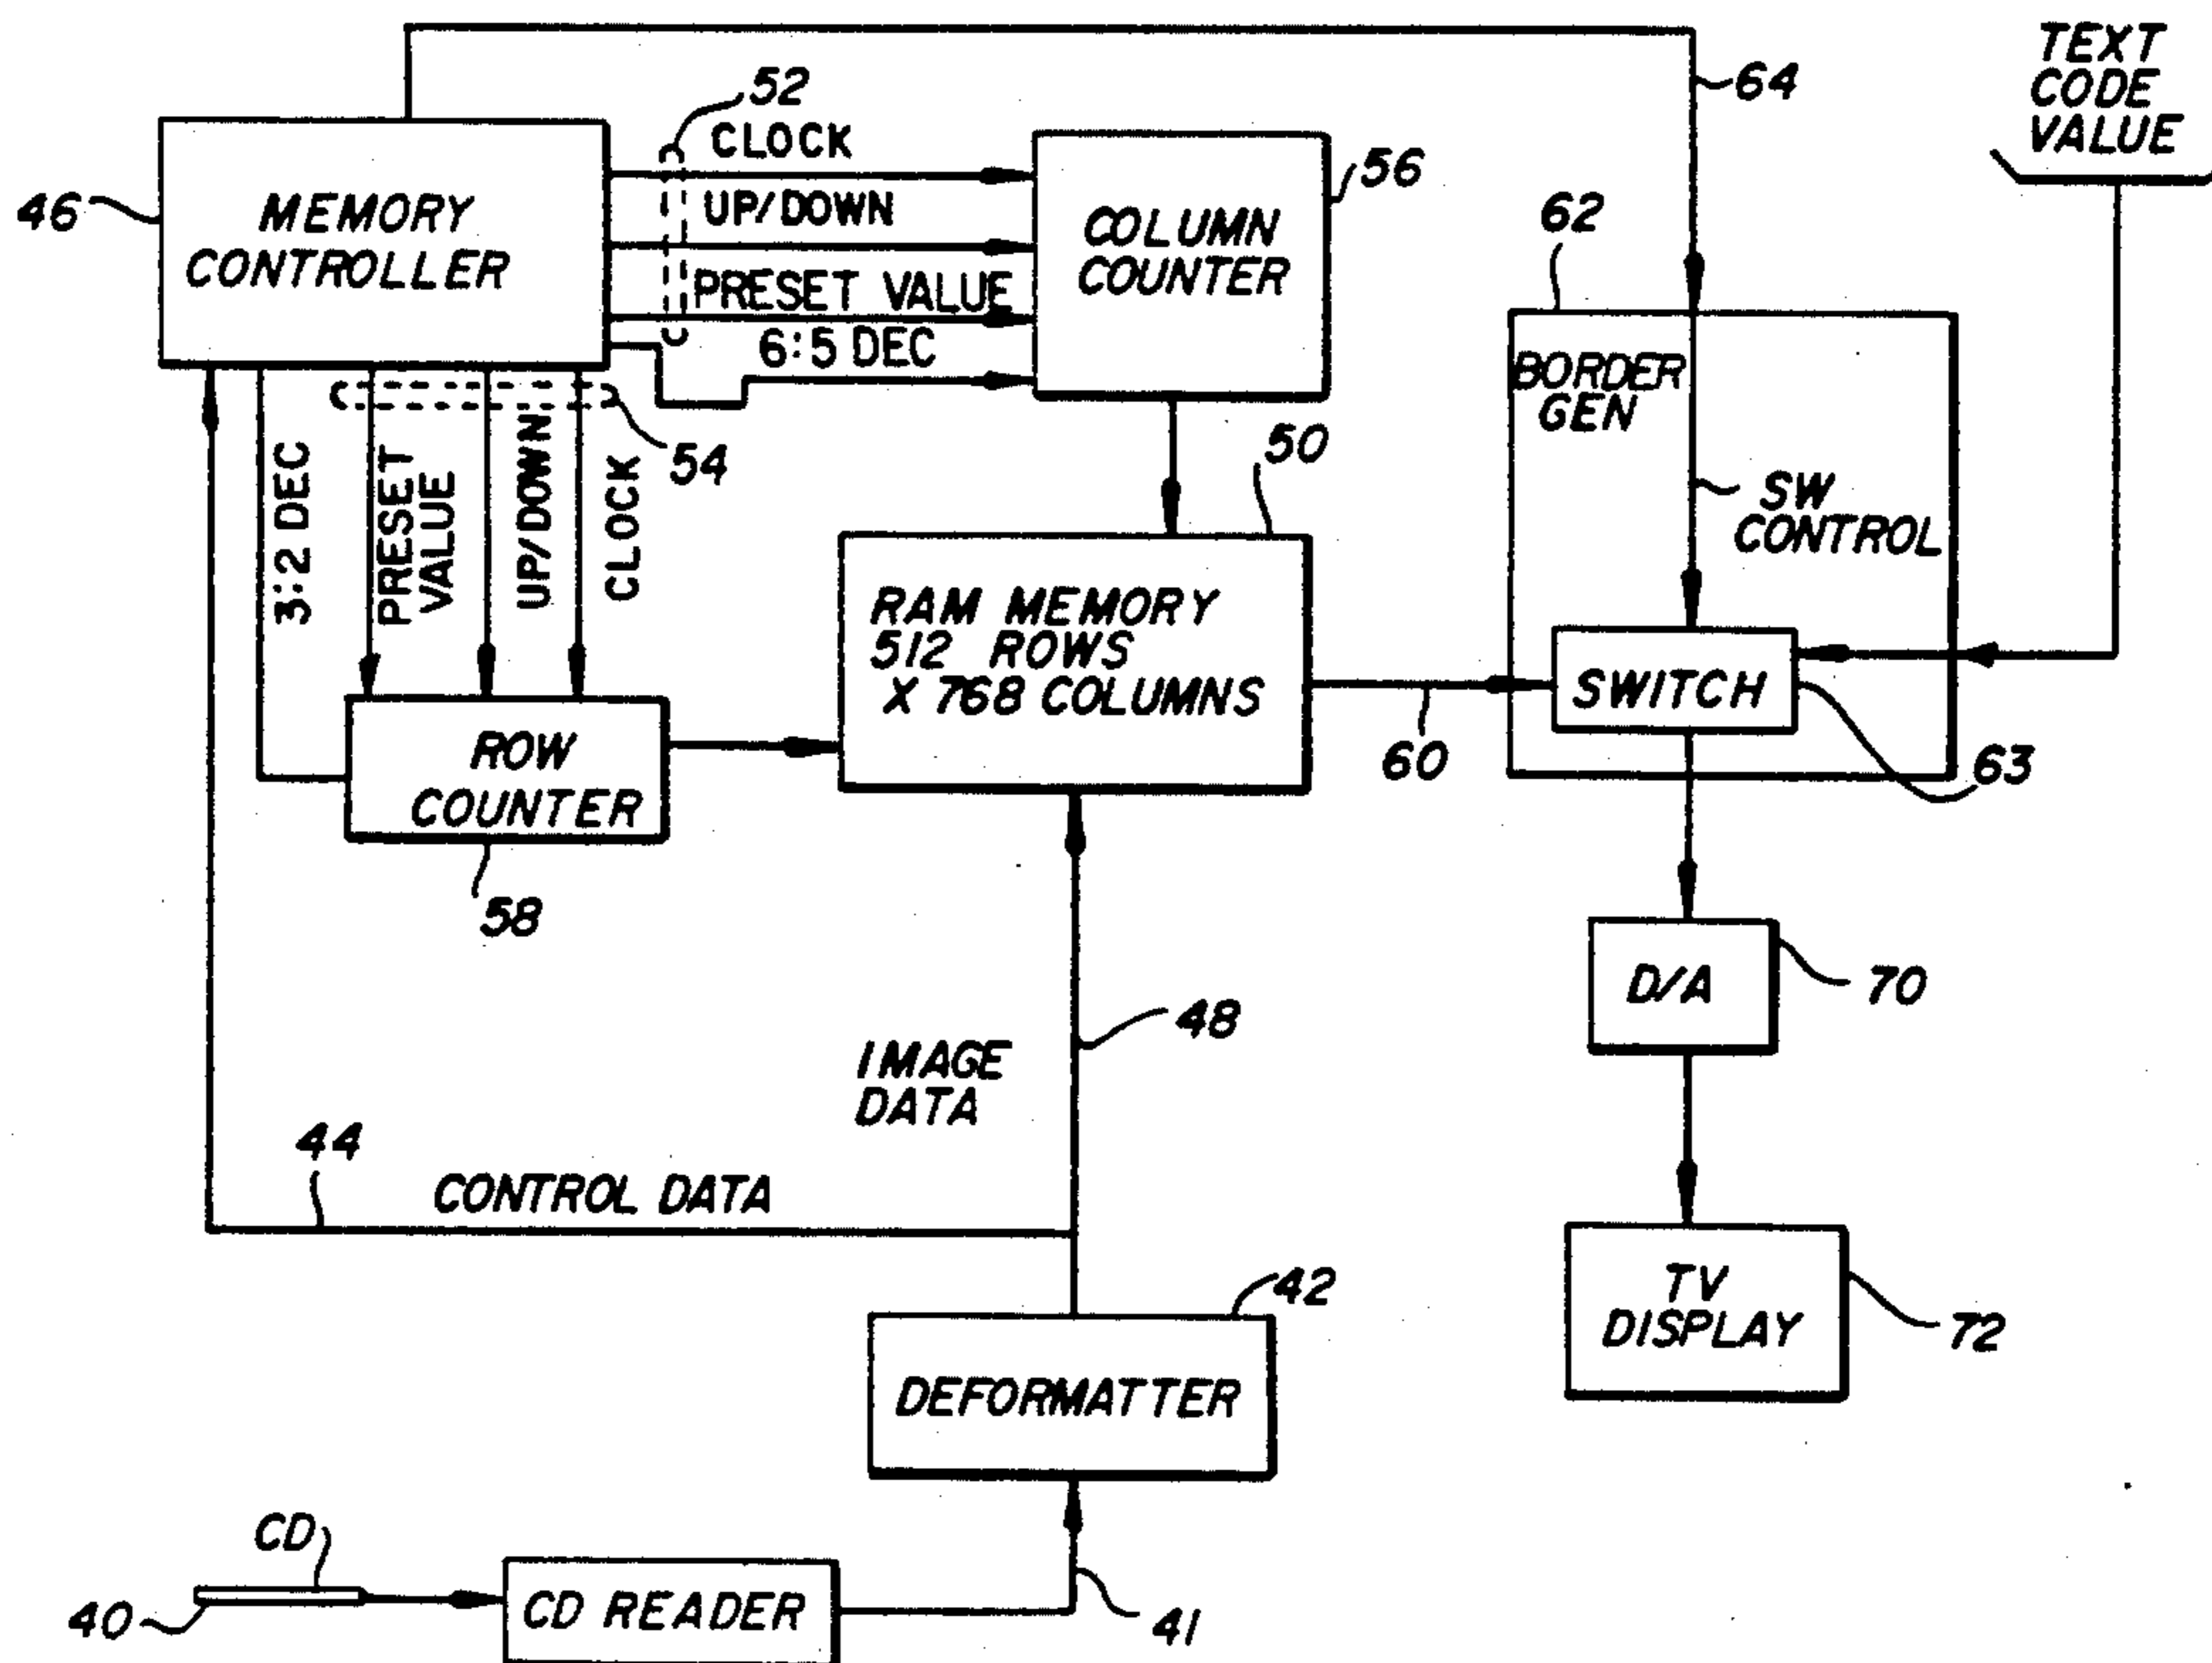 TEXT
CODE
VALUE
64
52
CLOCK
56
46
MEMORY
CONTROLLER
UP/DOWN
COLUMN
COUNTER
62
PRESET VALUE
6:5 DEC
BORDER
GEN
54
50
3:2 DEC
PRESET
VALUE
UP/DOWN
CLOCK
SW
CONTROL
RAM MEMORY
512 ROWS
X 768 COLUMNS
SWITCH
60
63
ROW
COUNTER
58
D/A
70
48
IMAGE
DATA
44
CONTROL DATA
42
TV
DISPLAY
72
DEFORMATTER
CD
40
CD READER
41